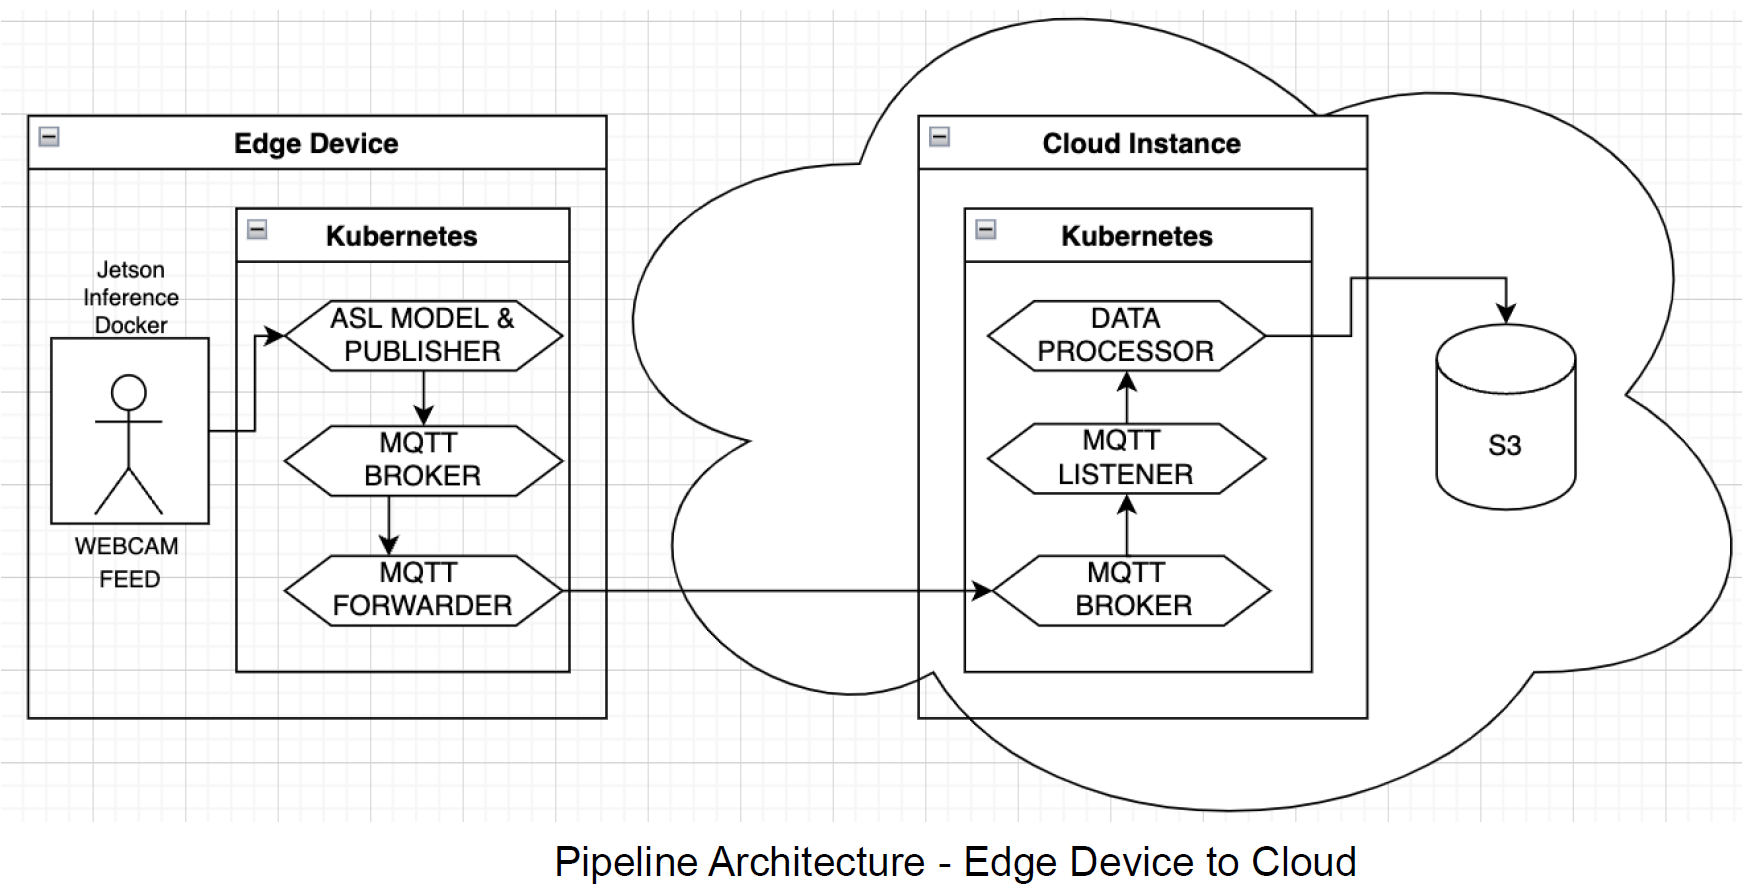 Edge Device
Kubernetes
Jetson
Inference
Docker
WEBCAM
FEED
ASL MODEL &
PUBLISHER
MQTT
BROKER
MQTT
FORWARDER
Cloud Instance
Kubernetes
DATA
PROCESSOR
MQTT
LISTENER
MQTT
BROKER
S3
Pipeline Architecture - Edge Device to Cloud